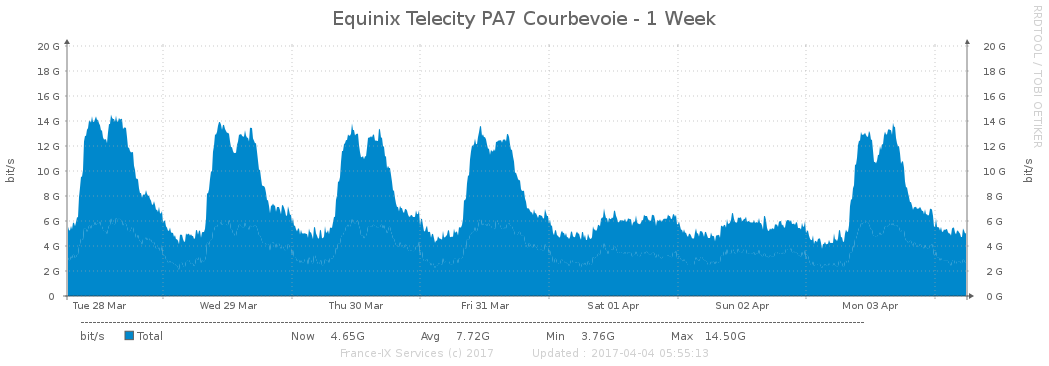 Equinix Telecity PA7 Courbevoie - 1 Week
RRDTOOL / TOBI OETIKER
20 G 20 G
18 G 18 G
16 G 16 G
14 G 14 G
12 G 12 G
10 G 10 G
8 G 8 G
6 G 6 G
4 G 4 G
2 G 2 G
0 0 G
bit/s
bit/s
Tue 28 Mar Wed 29 Mar Thu 30 Mar Fri 31 Mar Sat 01 Apr Sun 02 Apr Mon 03 Apr
bit/s Total Now 4.65G Avg 7.72G Min 3.76G Max 14.50G
France-IX Services (c) 2017 Updated : 2017-04-04 05:55:13